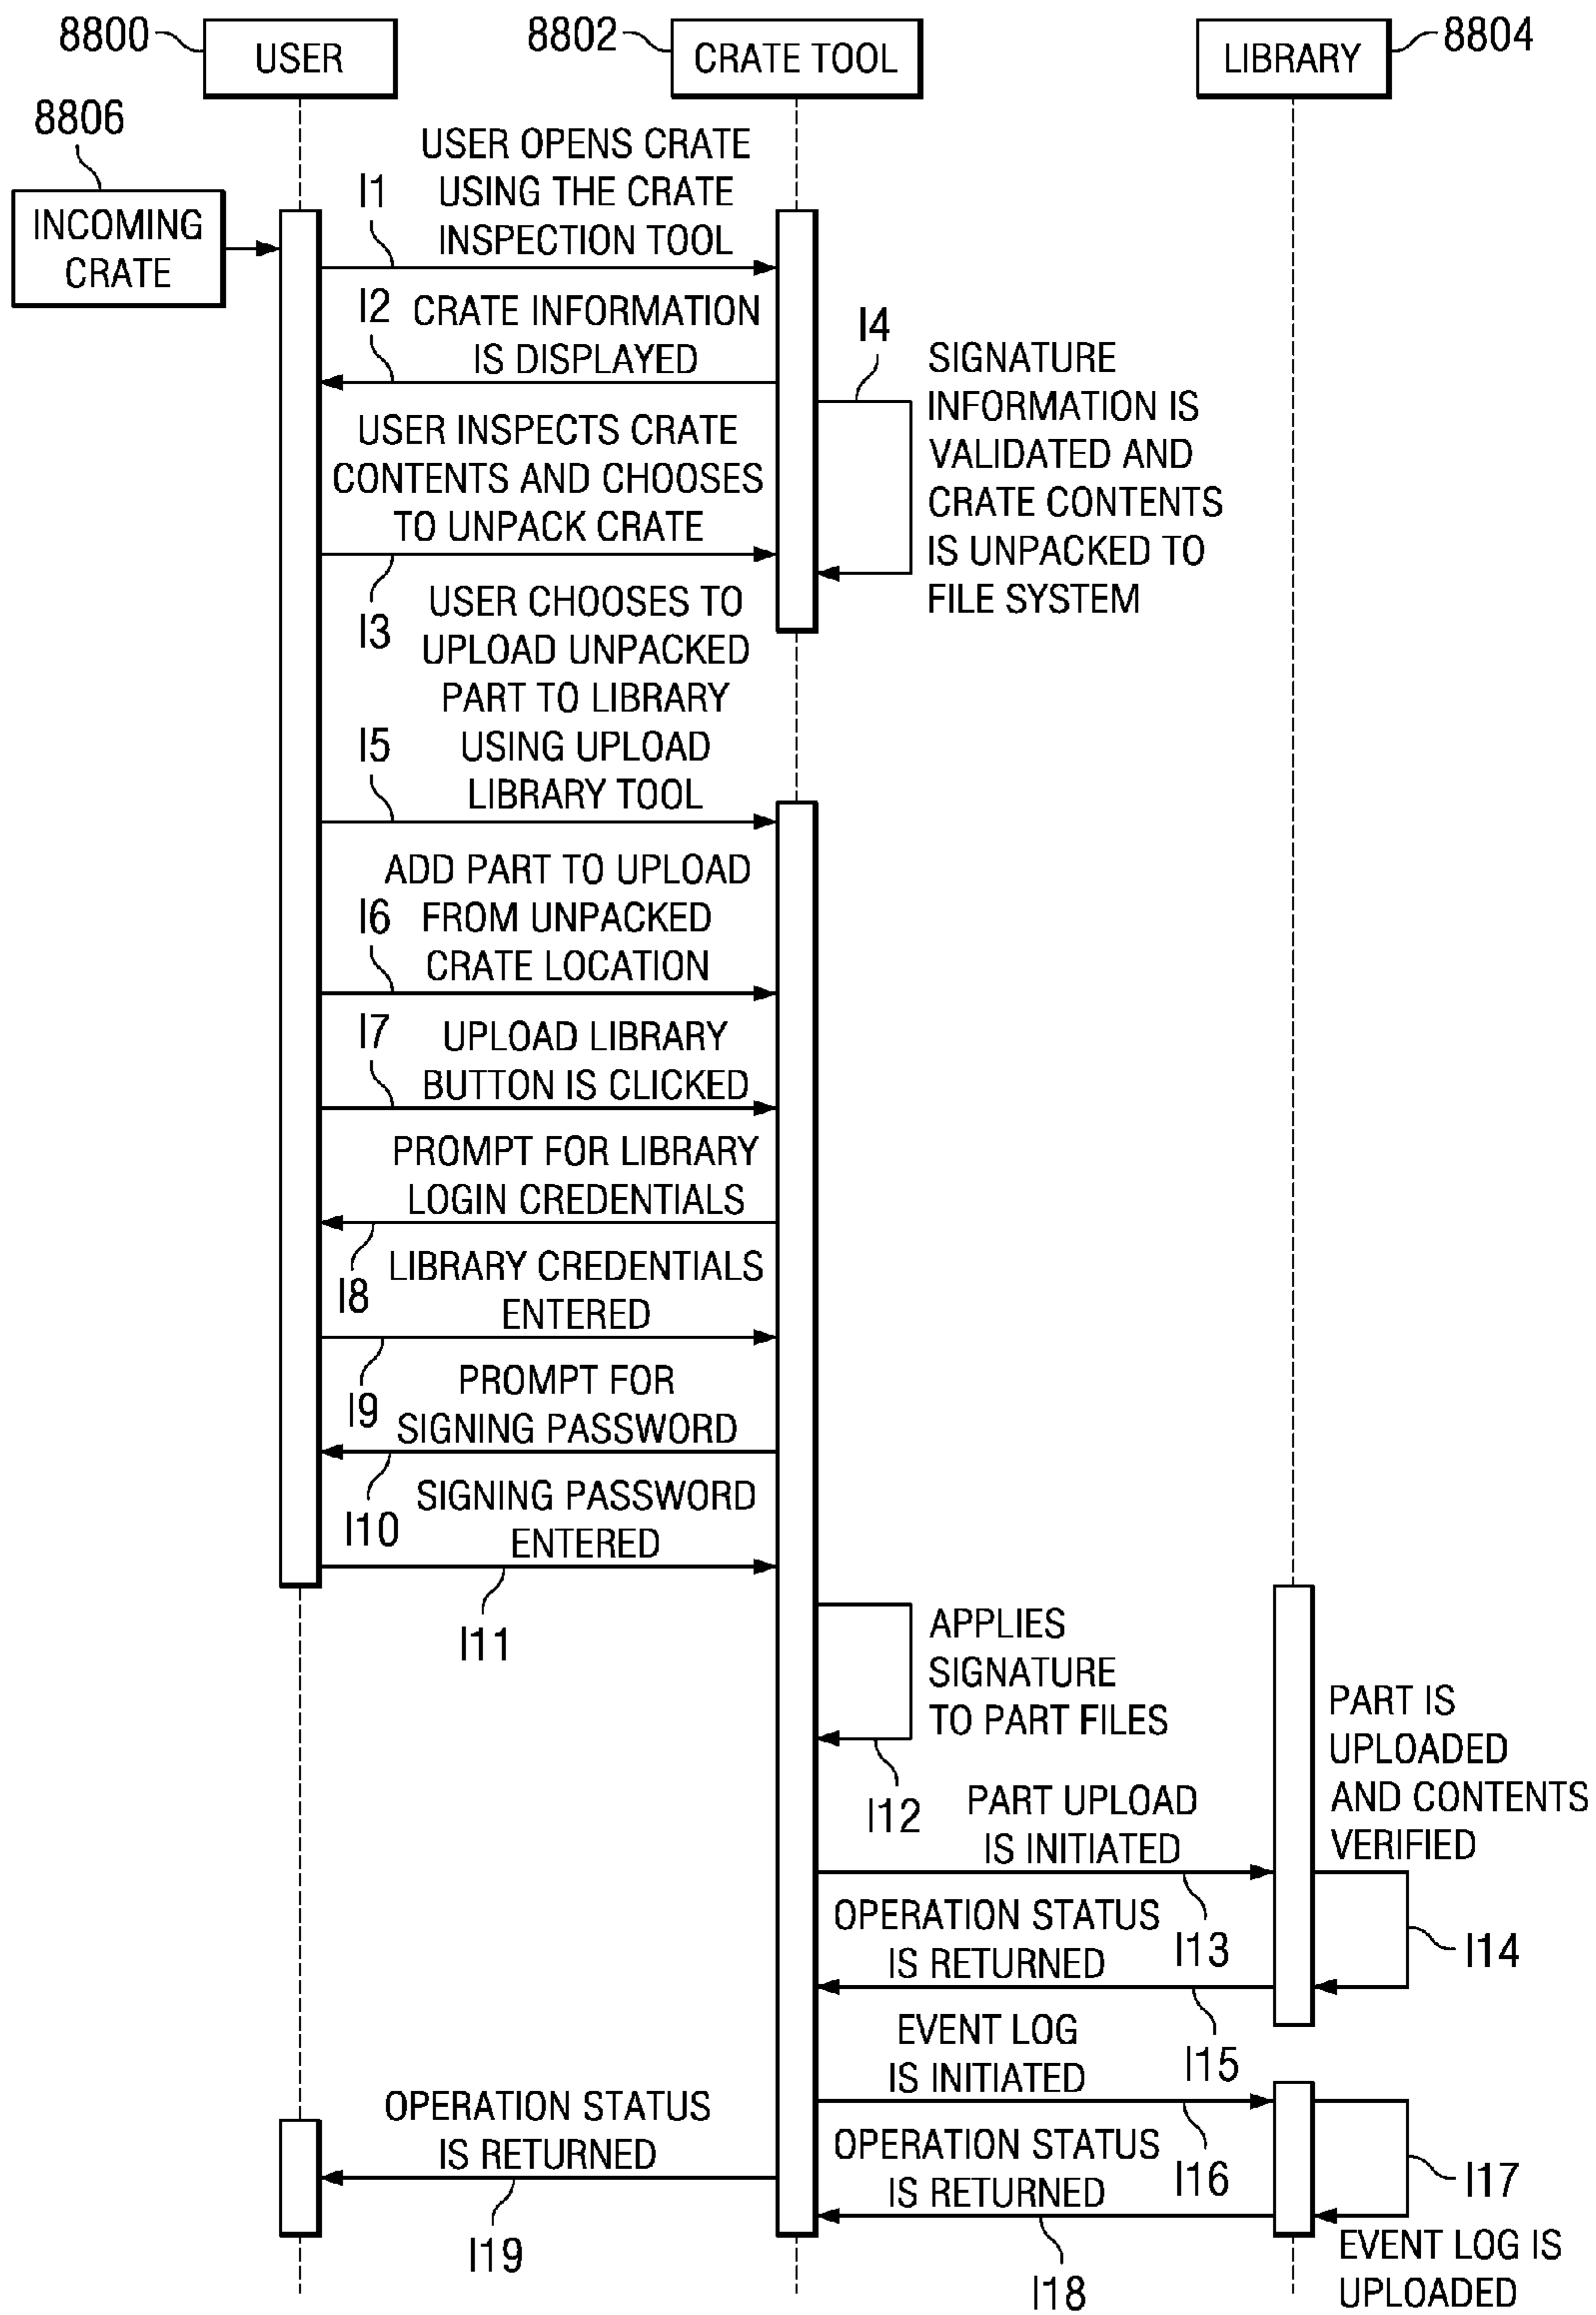 8800
USER
8802
CRATE TOOL
LIBRARY
8804
8806
INCOMING
CRATE
I1
USER OPENS CRATE
USING THE CRATE
INSPECTION TOOL
I2
CRATE INFORMATION
IS DISPLAYED
I4
SIGNATURE
INFORMATION IS
VALIDATED AND
CRATE CONTENTS
IS UNPACKED TO
FILE SYSTEM
USER INSPECTS CRATE
CONTENTS AND CHOOSES
TO UNPACK CRATE
I3
USER CHOOSES TO
UPLOAD UNPACKED
PART TO LIBRARY
USING UPLOAD
LIBRARY TOOL
I5
ADD PART TO UPLOAD
FROM UNPACKED
CRATE LOCATION
I6
I7
UPLOAD LIBRARY
BUTTON IS CLICKED
PROMPT FOR LIBRARY
LOGIN CREDENTIALS
I8
LIBRARY CREDENTIALS
ENTERED
I9
PROMPT FOR
SIGNING PASSWORD
I10
SIGNING PASSWORD
ENTERED
I11
APPLIES
SIGNATURE
TO PART FILES
I12
PART IS
UPLOADED
AND CONTENTS
VERIFIED
PART UPLOAD
IS INITIATED
I13
I14
OPERATION STATUS
IS RETURNED
I15
EVENT LOG
IS INITIATED
I16
I17
OPERATION STATUS
IS RETURNED
I19
OPERATION STATUS
IS RETURNED
I18
EVENT LOG IS
UPLOADED